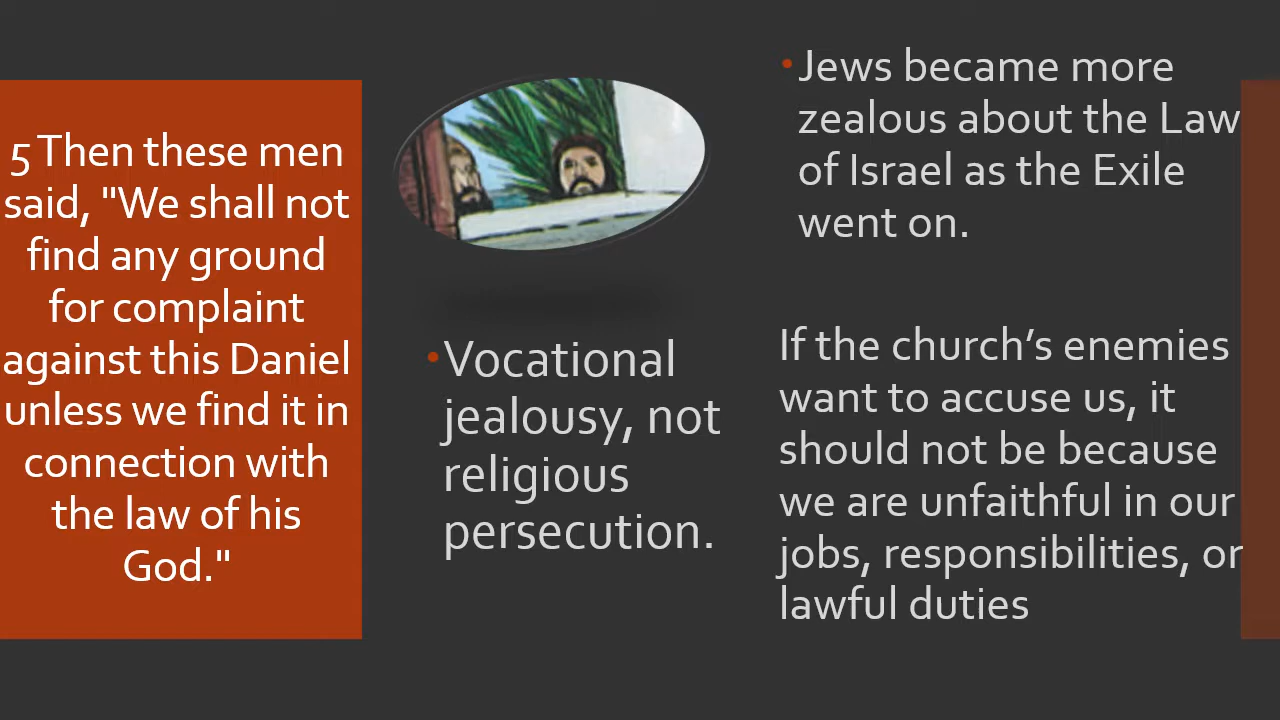 5 Then these men
said, "We shall not
find any ground
for complaint
against this Daniel
unless we find it in
connection with
the law of his
God."
•Vocational
jealousy, not
religious
persecution.
•Jews became more
zealous about the Law
of Israel as the Exile
went on.
If the church’s enemies
want to accuse us, it
should not be because
we are unfaithful in our
jobs, responsibilities, or
lawful duties